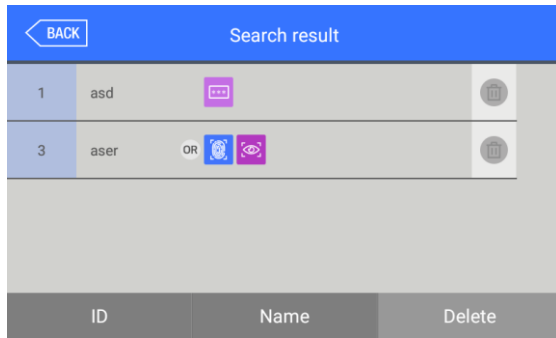 BACK Search result
1 asd
3 aser OR
ID Name Delete